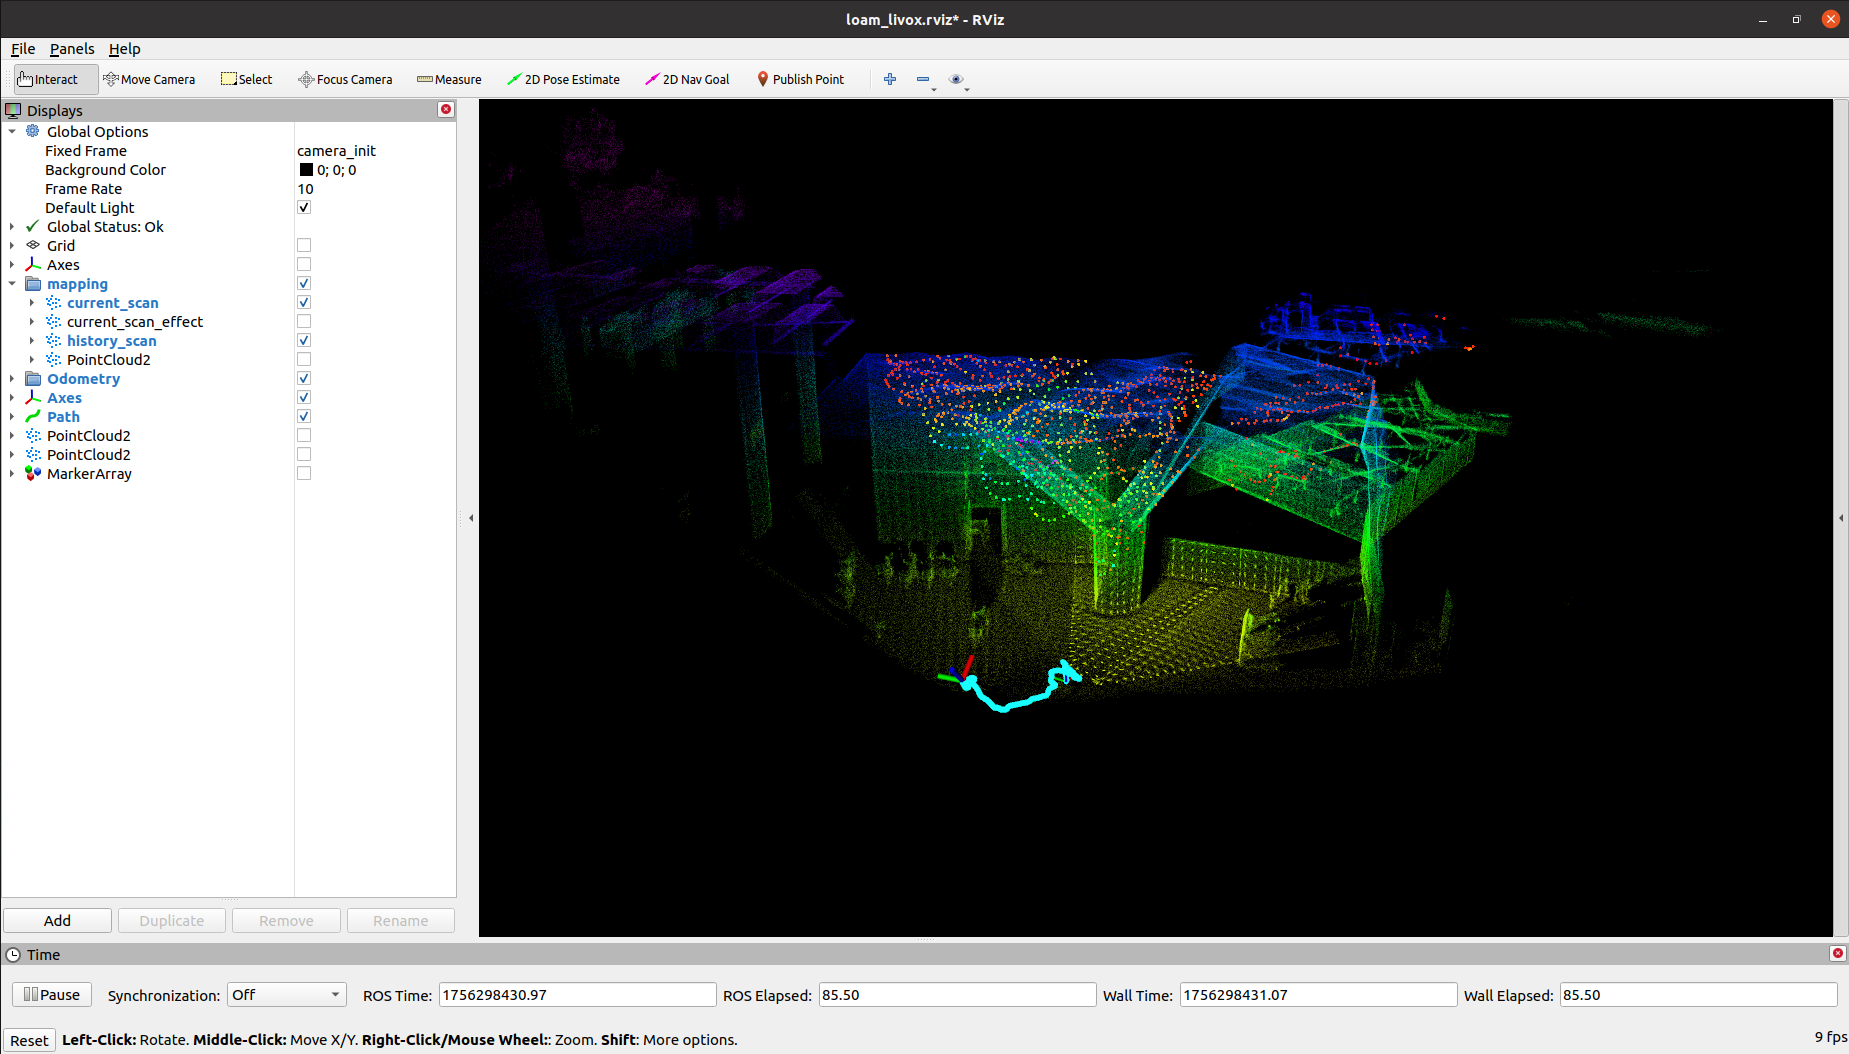 loam_livox.rviz* - RViz
File Panels Help
Interact Move Camera Select Focus Camera Measure 2D Pose Estimate 2D Nav Goal Publish Point
Displays
Global Options
Fixed Frame camera_init
Background Color 0; 0; 0
Frame Rate 10
Default Light
Global Status: Ok
Grid
Axes
mapping
current_scan
current_scan_effect
history_scan
PointCloud2
Odometry
Axes
Path
PointCloud2
PointCloud2
MarkerArray
Add Duplicate Remove Rename
Time
Pause Synchronization: Off ROS Time: 1756298430.97 ROS Elapsed: 85.50 Wall Time: 1756298431.07 Wall Elapsed: 85.50
Reset Left-Click: Rotate. Middle-Click: Move X/Y. Right-Click/Mouse Wheel:: Zoom. Shift: More options. 9 fps